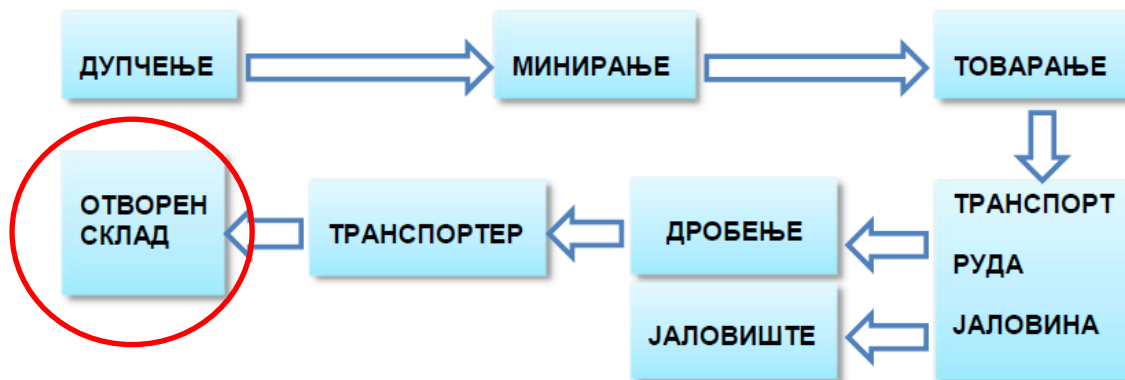 ДУПЧЕЊЕ
МИНИРАЊЕ
ТОВАРАЊЕ
ОТВОРЕН
СКЛАД
ТРАНСПОРТЕР
ДРОБЕЊЕ
ЈАЛОВИШТЕ
ТРАНСПОРТ
РУДА
ЈАЛОВИНА